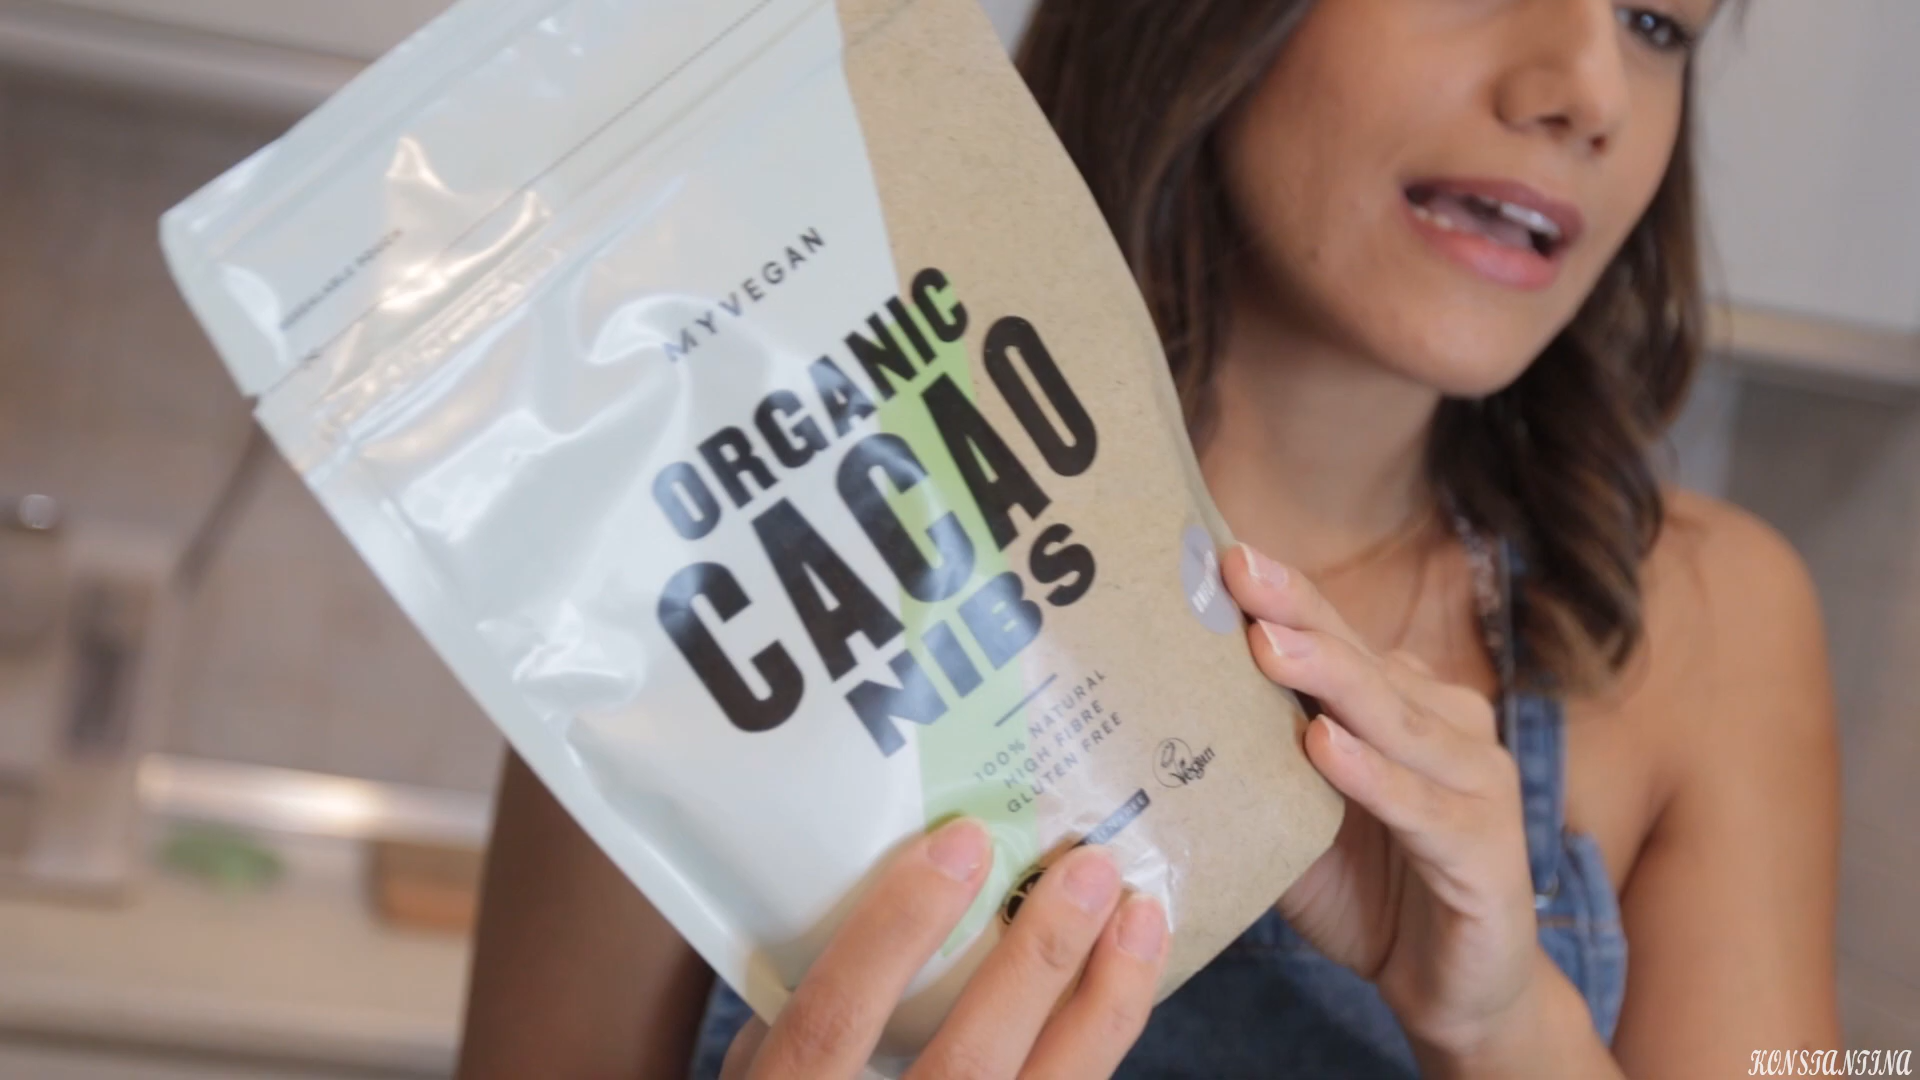 MYVEGAN
ORGANIC
CACAO
NIBS
100% NATURAL
HIGH FIBRE
GLUTEN FREE
Vegan
KONSTANTINA